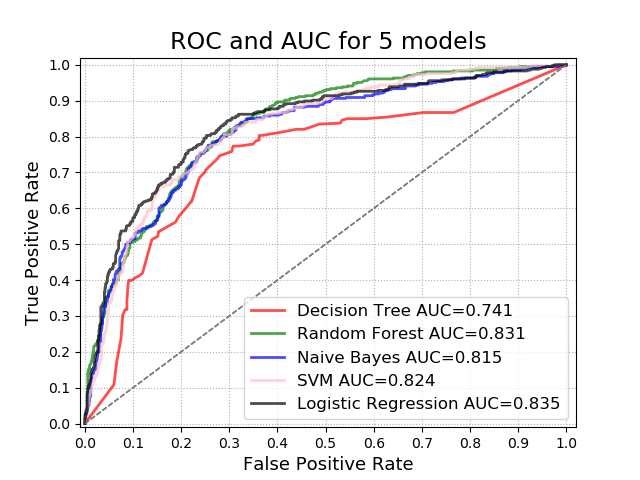 ROC and AUC for 5 models
True Positive Rate
1.0
0.9
0.8
0.7
0.6
0.5
0.4
0.3
0.2
0.1
0.0
Decision Tree AUC=0.741
Random Forest AUC=0.831
Naive Bayes AUC=0.815
SVM AUC=0.824
Logistic Regression AUC=0.835
0.0 0.1 0.2 0.3 0.4 0.5 0.6 0.7 0.8 0.9 1.0
False Positive Rate